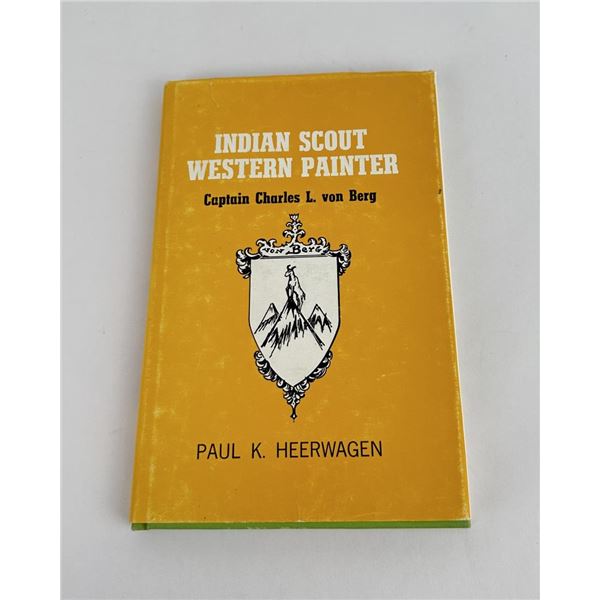 INDIAN SCOUT
WESTERN PAINTER
Captain Charles L. von Berg
von Berg
PAUL K. HEERWAGEN